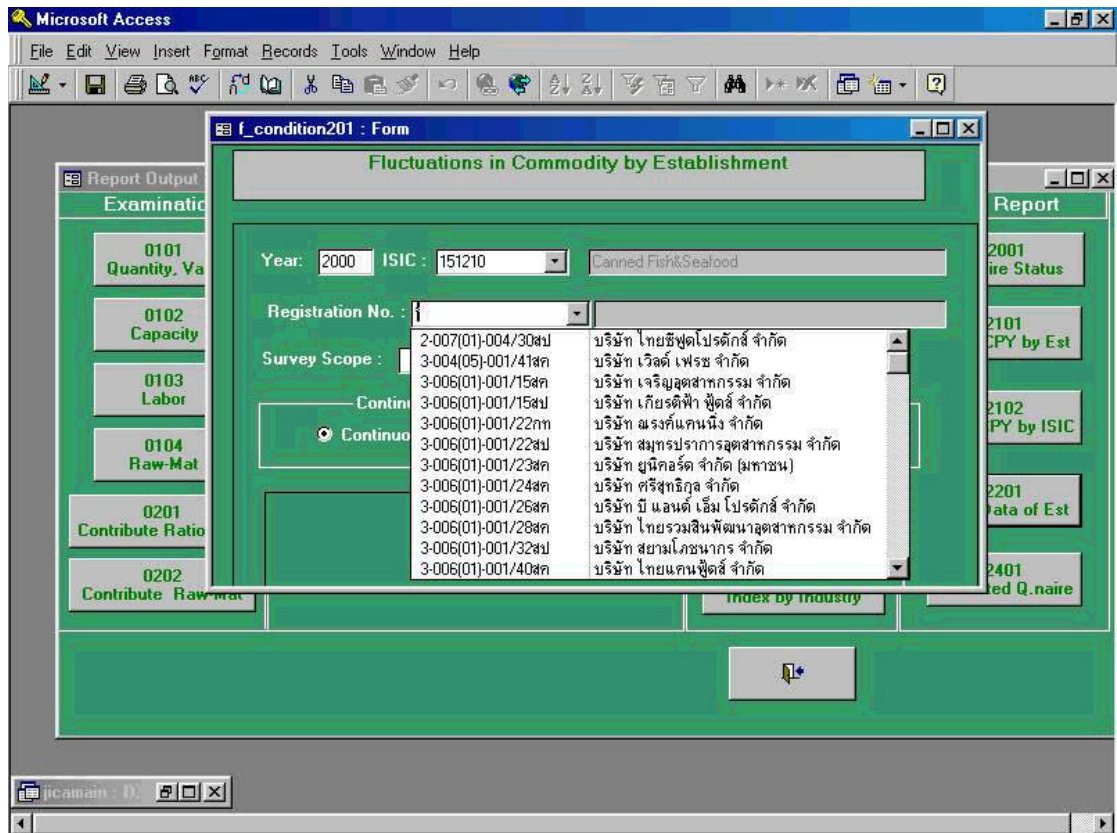 Microsoft Access
File Edit View Insert Format Records Tools Window Help
f_condition201 : Form
Fluctuations in Commodity by Establishment
Report Output
Examinatio
Report
0101
Quantity, Va
0102
Capacity
0103
Labor
0104
Raw-Mat
0201
Contribute Ratio
0202
Contribute Raw-Mat
Year: 2000 ISIC : 151210 Canned Fish&Seafood
Registration No. :
2-007(01)-004/30สป บริษัท ไทยซีฟูดโปรดักส์ จำกัด
3-004(05)-001/41สค บริษัท เวิลด์ เฟรช จำกัด
3-006(01)-001/15สค บริษัท เจริญอุตสาหกรรม จำกัด
3-006(01)-001/15สป บริษัท เกียรติฟ้า ฟู้ดส์ จำกัด
3-006(01)-001/22กท บริษัท ณรงค์แคนนิ่ง จำกัด
3-006(01)-001/22สป บริษัท สมุทรปราการอุตสาหกรรม จำกัด
3-006(01)-001/23สค บริษัท ยูนิคอร์ด จำกัด (มหาชน)
3-006(01)-001/24สค บริษัท ศรีสุทธิกุล จำกัด
3-006(01)-001/26สค บริษัท บี แอนด์ เอ็ม โปรดักส์ จำกัด
3-006(01)-001/28สค บริษัท ไทยรวมสินพัฒนาอุตสาหกรรม จำกัด
3-006(01)-001/32สป บริษัท สยามโภชนากร จำกัด
3-006(01)-001/40สค บริษัท ไทยแคนฟู้ดส์ จำกัด
Survey Scope :
Continu
Continuo
2001
ire Status
2101
CPY by Est
2102
PY by ISIC
2201
ata of Est
2401
ted Q.naire
Index by Industry
jicamain : D